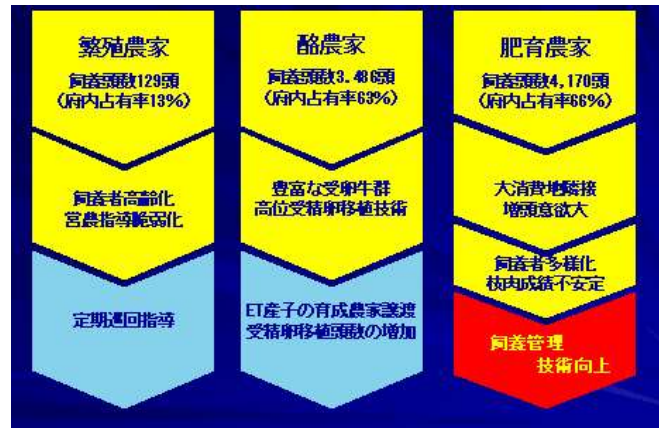 繁殖農家
飼養頭数129頭
(府内占有率13%)
飼養者高齢化
営農指導脆弱化
定期巡回指導
酪農家
飼養頭数3.486頭
(府内占有率63%)
豊富な受卵牛群
高位受精卵移植技術
ET産子の育成農家譲渡
受精卵移植頭数の増加
肥育農家
飼養頭数4,170頭
(府内占有率66%)
大消費地隣接
増頭意欲大
飼養者多様化
枝肉成績不安定
飼養管理
技術向上